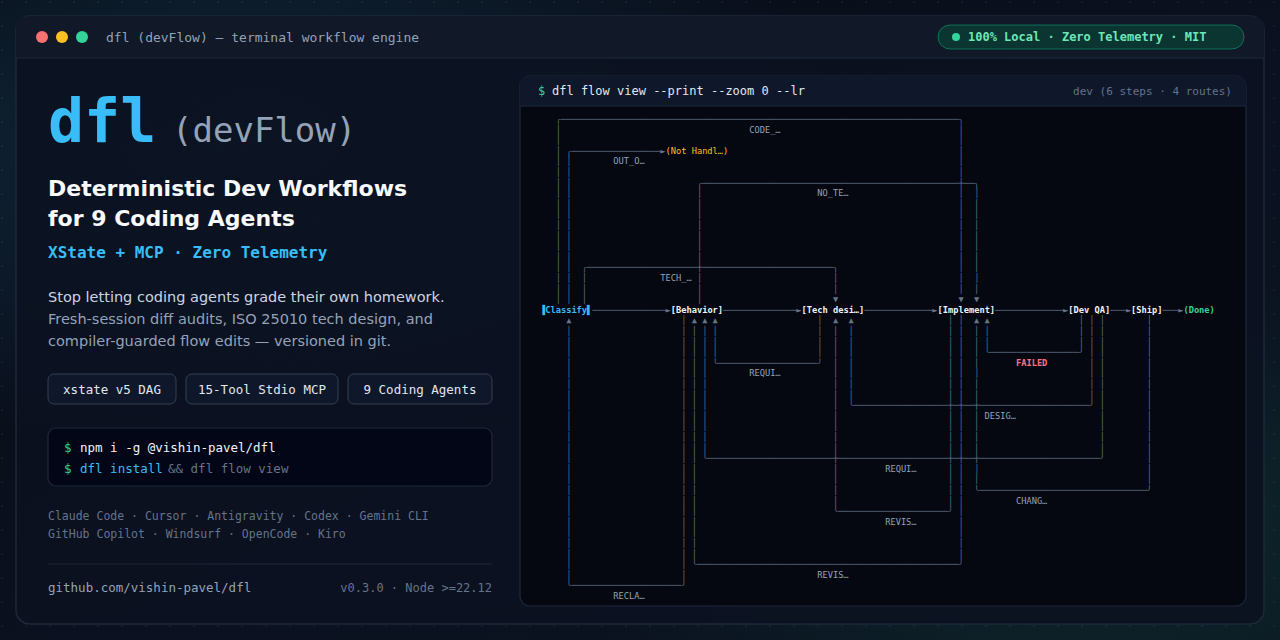 dfl (devFlow) — terminal workflow engine
100% Local · Zero Telemetry · MIT
dfl (devFlow)
Deterministic Dev Workflows
for 9 Coding Agents
XState + MCP · Zero Telemetry
Stop letting coding agents grade their own homework.
Fresh-session diff audits, ISO 25010 tech design, and
compiler-guarded flow edits — versioned in git.
xstate v5 DAG
15-Tool Stdio MCP
9 Coding Agents
$ npm i -g @vishin-pavel/dfl
$ dfl install && dfl flow view
Claude Code · Cursor · Antigravity · Codex · Gemini CLI
GitHub Copilot · Windsurf · OpenCode · Kiro
github.com/vishin-pavel/dfl
v0.3.0 · Node >=22.12
$ dfl flow view --print --zoom 0 --lr
dev (6 steps · 4 routes)
CODE_…
(Not Handl…)
OUT_O…
NO_TE…
TECH_…
Classify
[Behavior]
[Tech desi…]
[Implement]
[Dev QA]
[Ship]
(Done)
FAILED
REQUI…
DESIG…
REQUI…
CHANG…
REVIS…
REVIS…
RECLA…